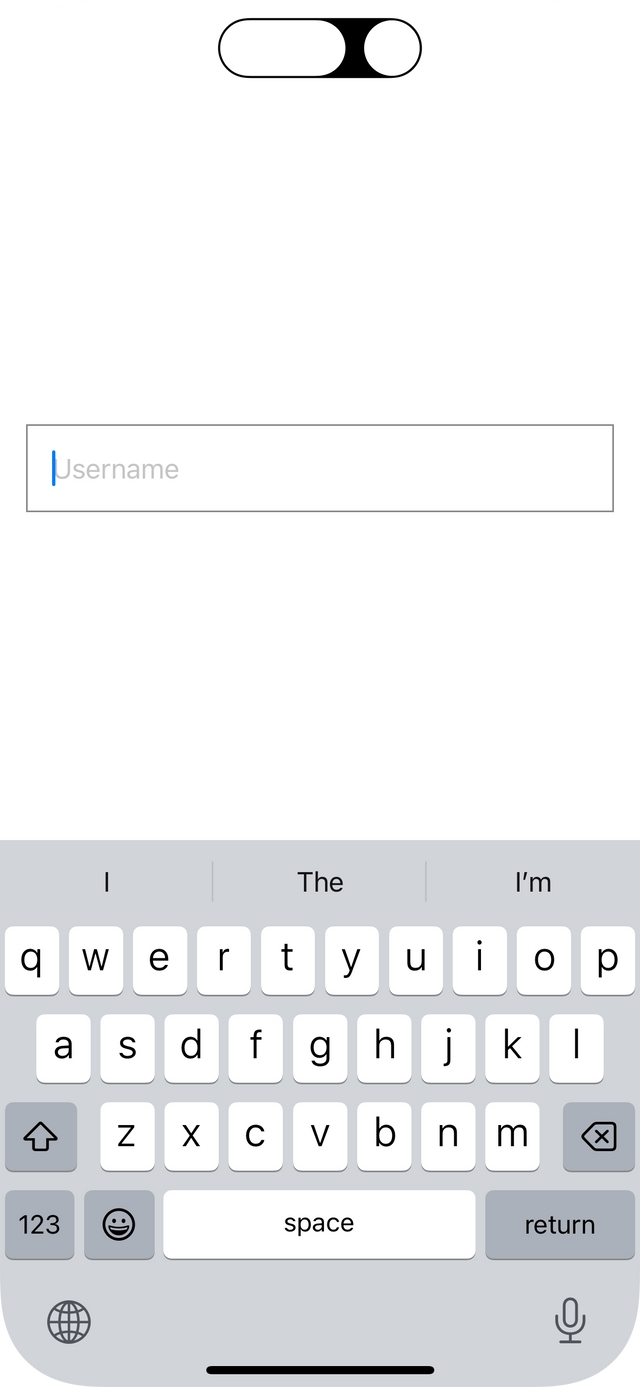 Username
I The I’m
q w e r t y u i o p
a s d f g h j k l
z x c v b n m
123 space return